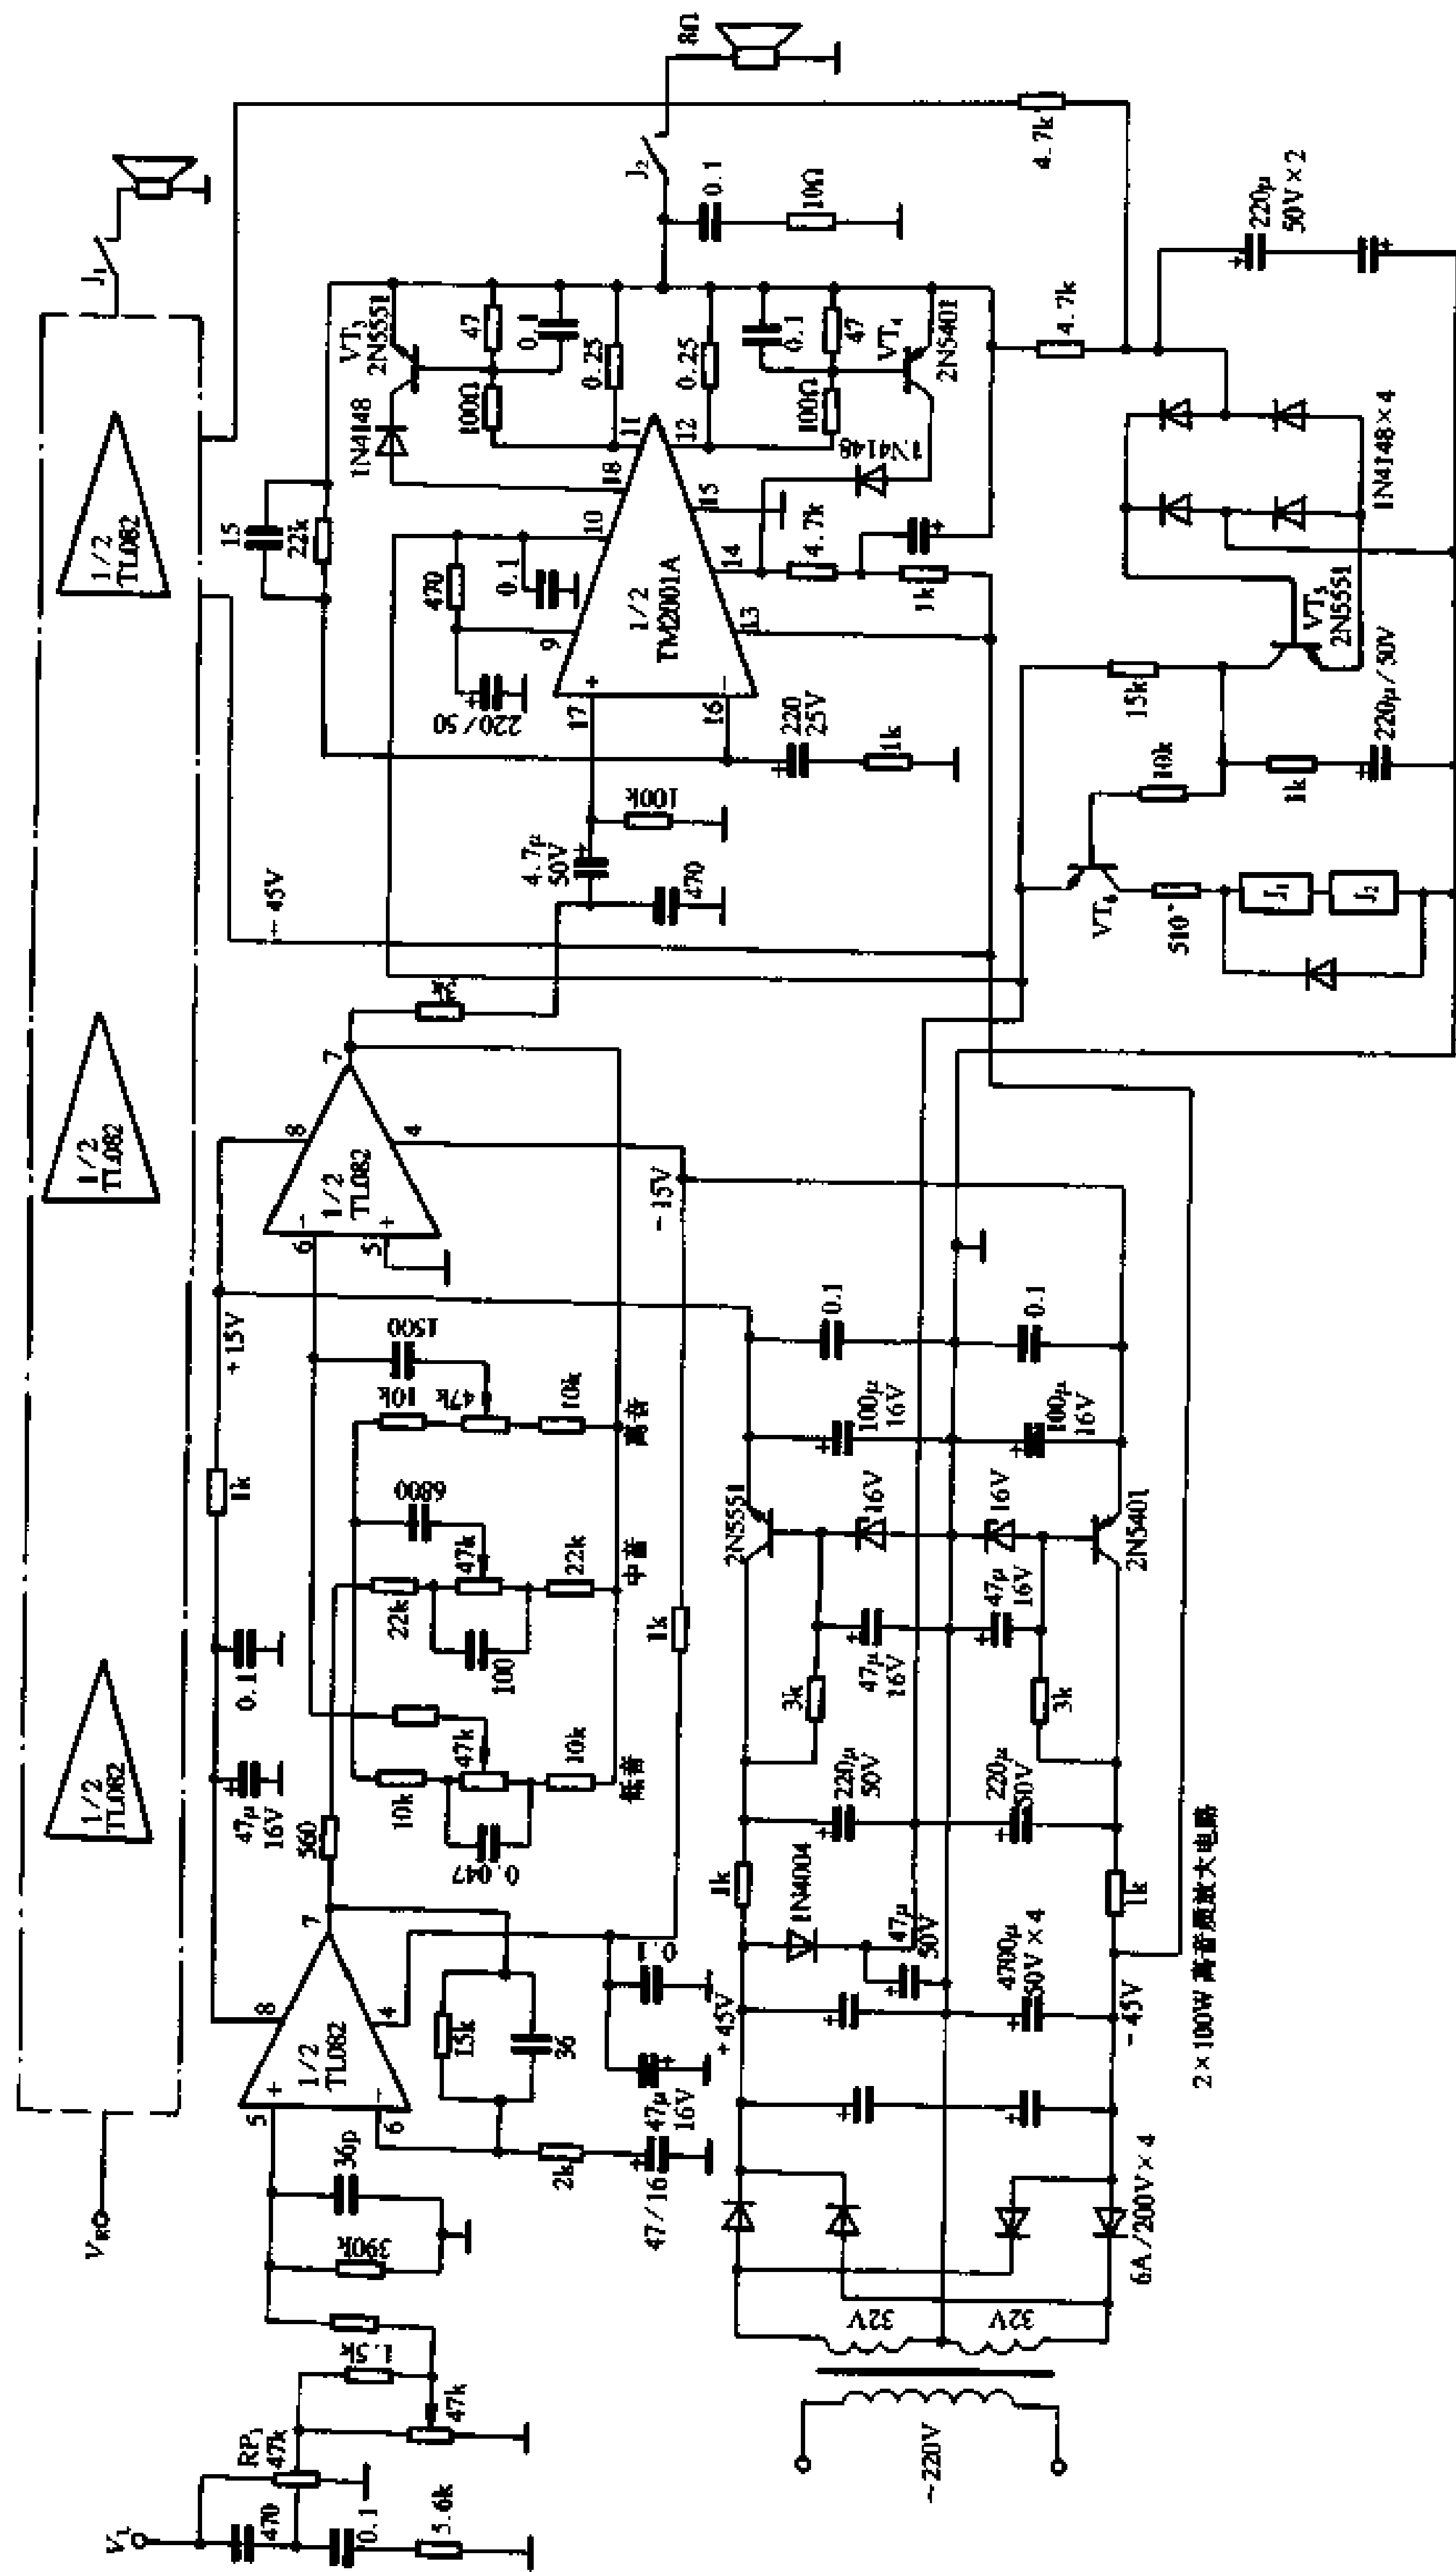 V_L
470
0.1
5.6k
RP₁
47k
47k
390k
36p
5
6
+
−
1/2
TL082
8
4
7
15k
36
2k
47/16
47μ
16V
0.1
560
47μ
16V
0.1
1k
+15V
10k
47k
10k
低音
22k
100
47k
22k
中音
6800
10k
47k
10k
高音
1500
1k
−15V
6
5
−
+
1/2
TL082
8
4
7
V_R
1/2
TL082
1/2
TL082
1/2
TL082
J₁
470
4.7μ
50V
100k
17
16
+
−
1/2
TM2001A
9
10
18
11
12
15
14
13
220/50
470
0.1
15
22k
220
25V
1k
4.7k
1k
1N4148
VT₃
2N5551
100Ω
47
0.1
0.25
0.25
0.1
47
100Ω
VT₄
2N5401
1N4148
J₂
0.1
10Ω
8Ω
4.7k
4.7k
220μ
50V×2
1N4148×4
VT₅
2N5551
15k
10k
1k
220μ/50V
VT₆
510*
J₁
J₂
~220V
32V
32V
6A/200V×4
+45V
−45V
4700μ
50V×4
1N4004
47μ
50V
1k
1k
220μ
50V
220μ
50V
3k
3k
47μ
16V
47μ
16V
2N5551
16V
16V
2N5401
100μ
16V
100μ
16V
0.1
0.1
2×100W 高音质放大电路